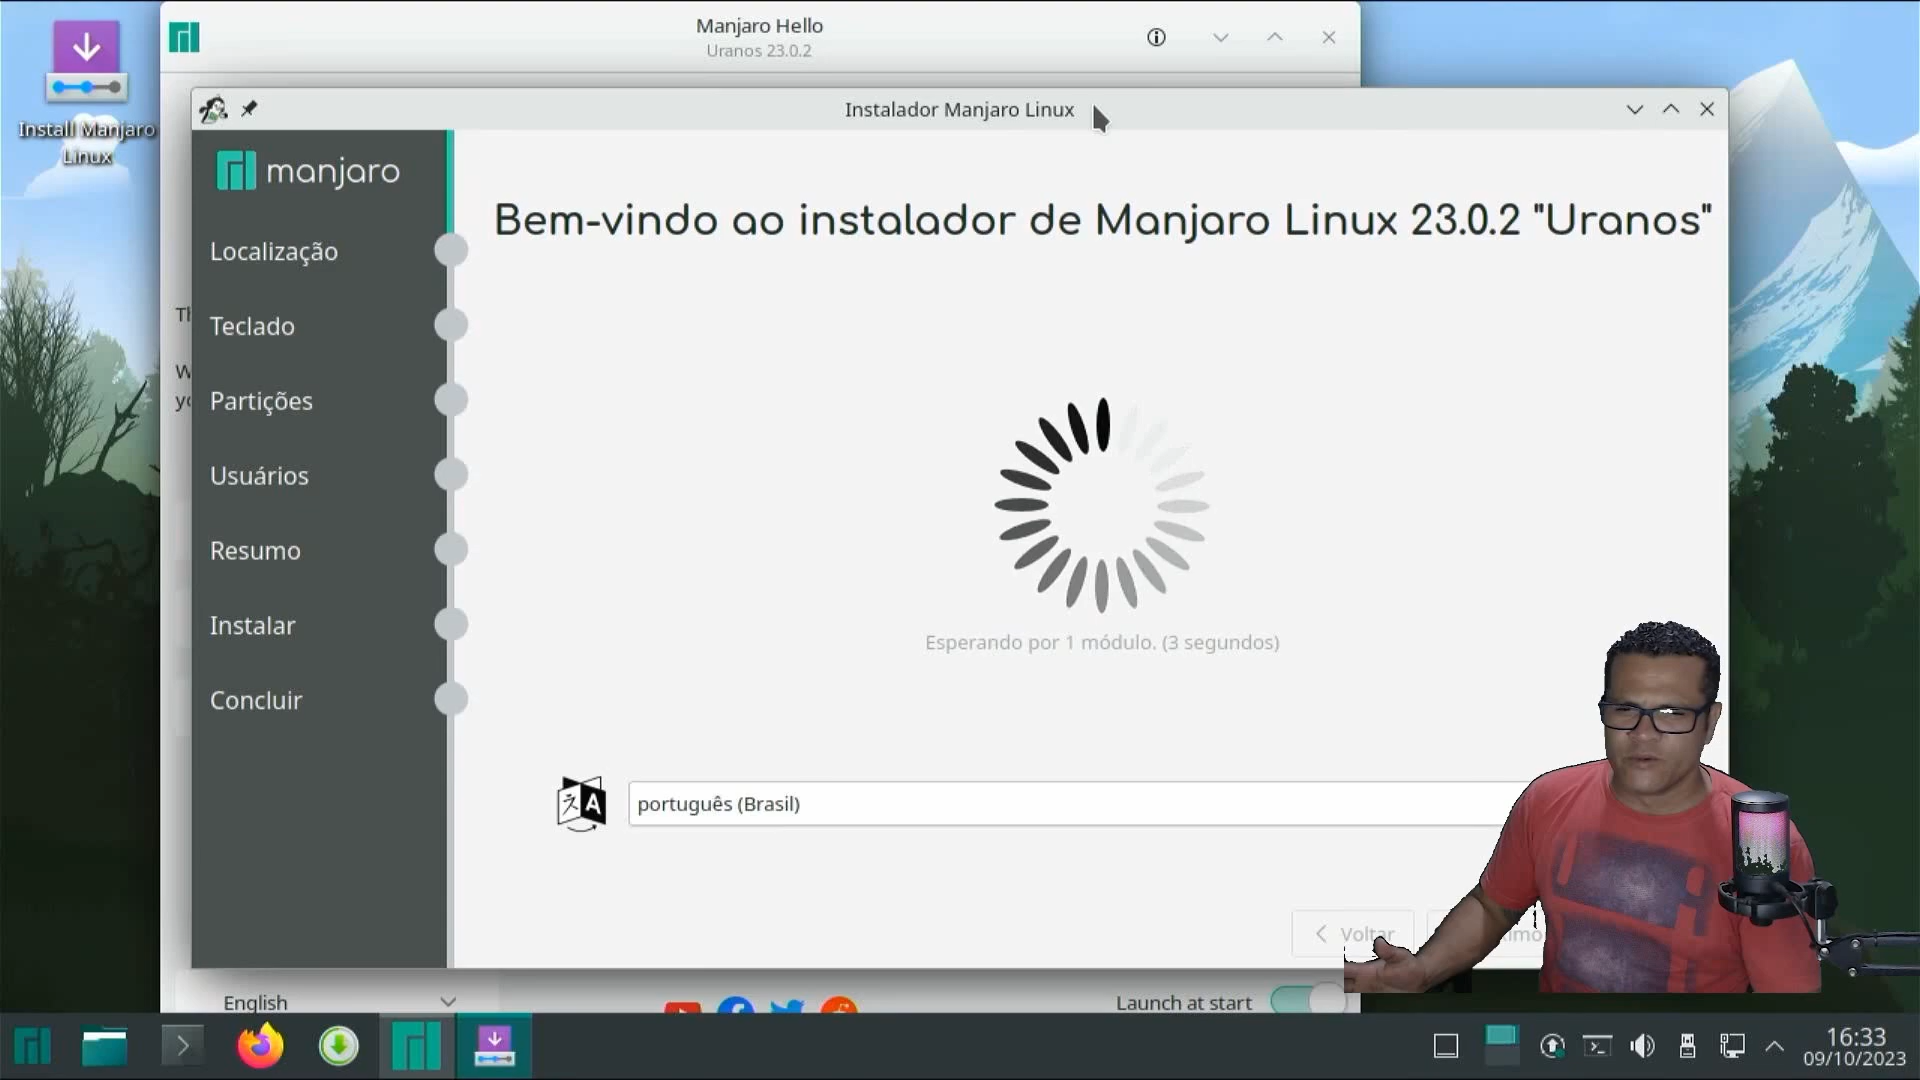 Install Manjaro
Linux
Manjaro Hello
Uranos 23.0.2
Instalador Manjaro Linux
manjaro
Localização
Teclado
Partições
Usuários
Resumo
Instalar
Concluir
Bem-vindo ao instalador de Manjaro Linux 23.0.2 "Uranos"
Esperando por 1 módulo. (3 segundos)
português (Brasil)
Voltar
English
Launch at start
16:33
09/10/2023